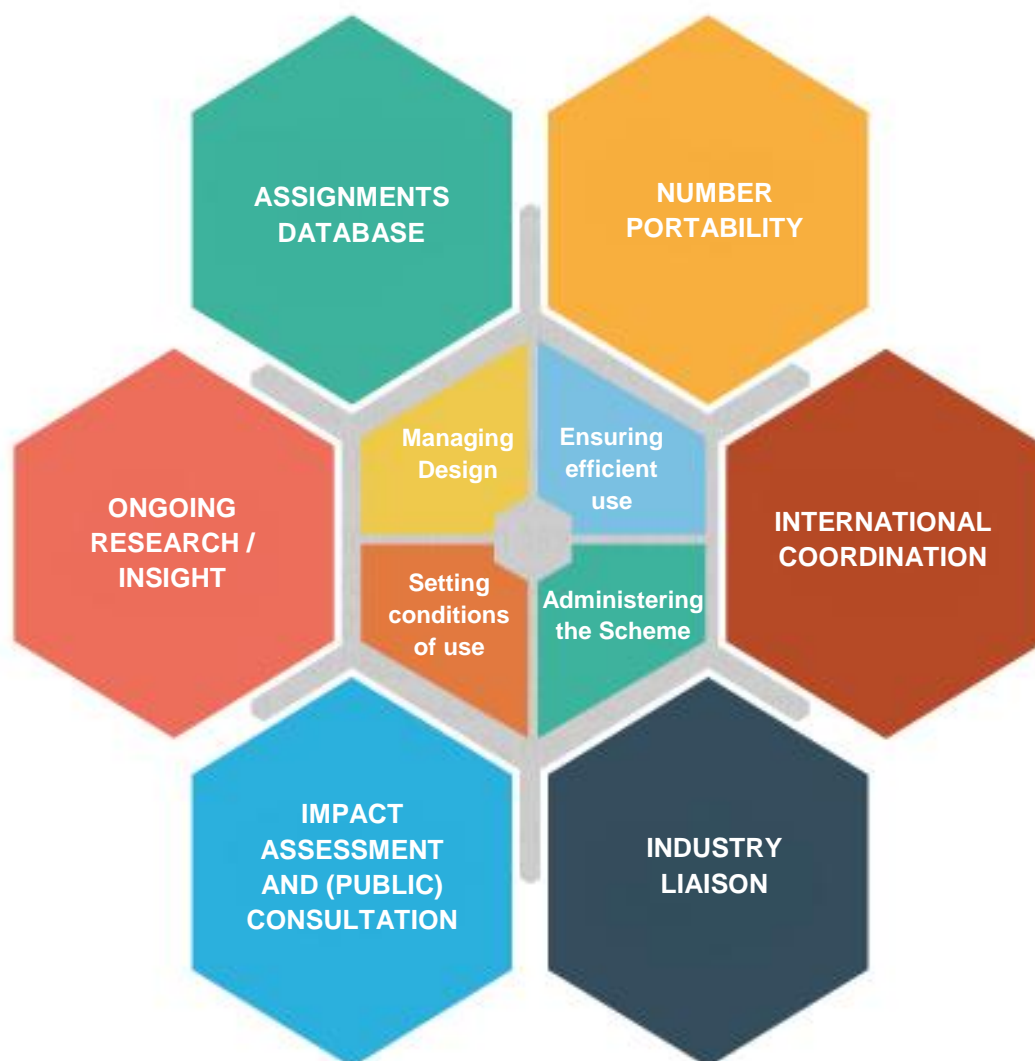 ASSIGNMENTS
DATABASE
NUMBER
PORTABILITY
Managing
Design
Ensuring
efficient
use
ONGOING
RESEARCH /
INSIGHT
INTERNATIONAL
COORDINATION
Setting
conditions
of use
Administering
the Scheme
IMPACT
ASSESSMENT
AND (PUBLIC)
CONSULTATION
INDUSTRY
LIAISON